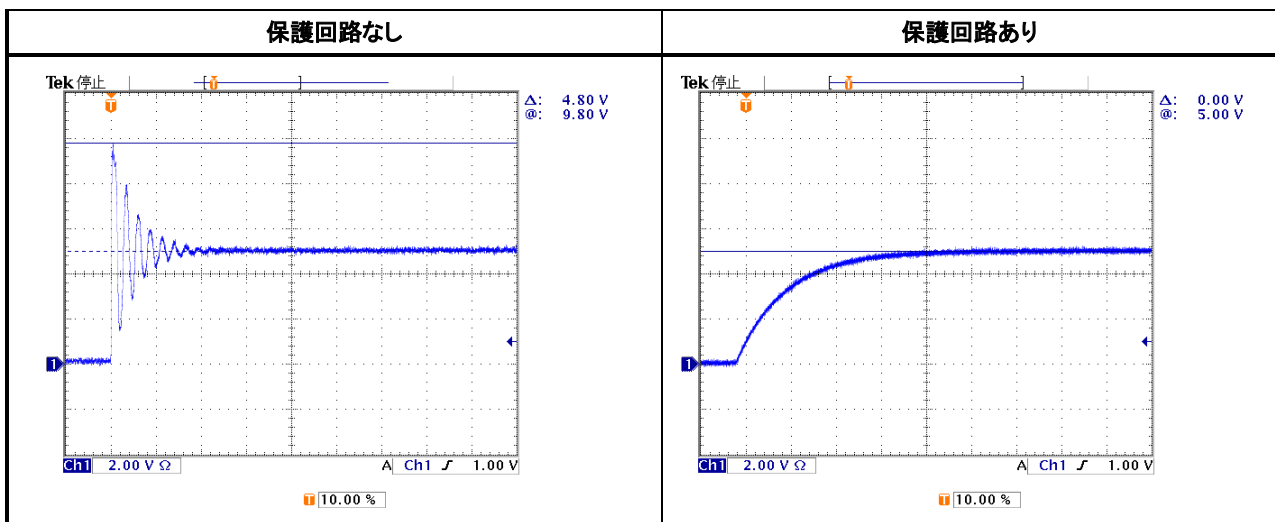 保護回路なし
保護回路あり
Tek 停止
T
T
Δ: 4.80 V
@: 9.80 V
1
Ch1 2.00 V Ω
A Ch1 ƒ 1.00 V
T 10.00 %
Tek 停止
T
T
Δ: 0.00 V
@: 5.00 V
1
Ch1 2.00 V Ω
A Ch1 ƒ 1.00 V
T 10.00 %